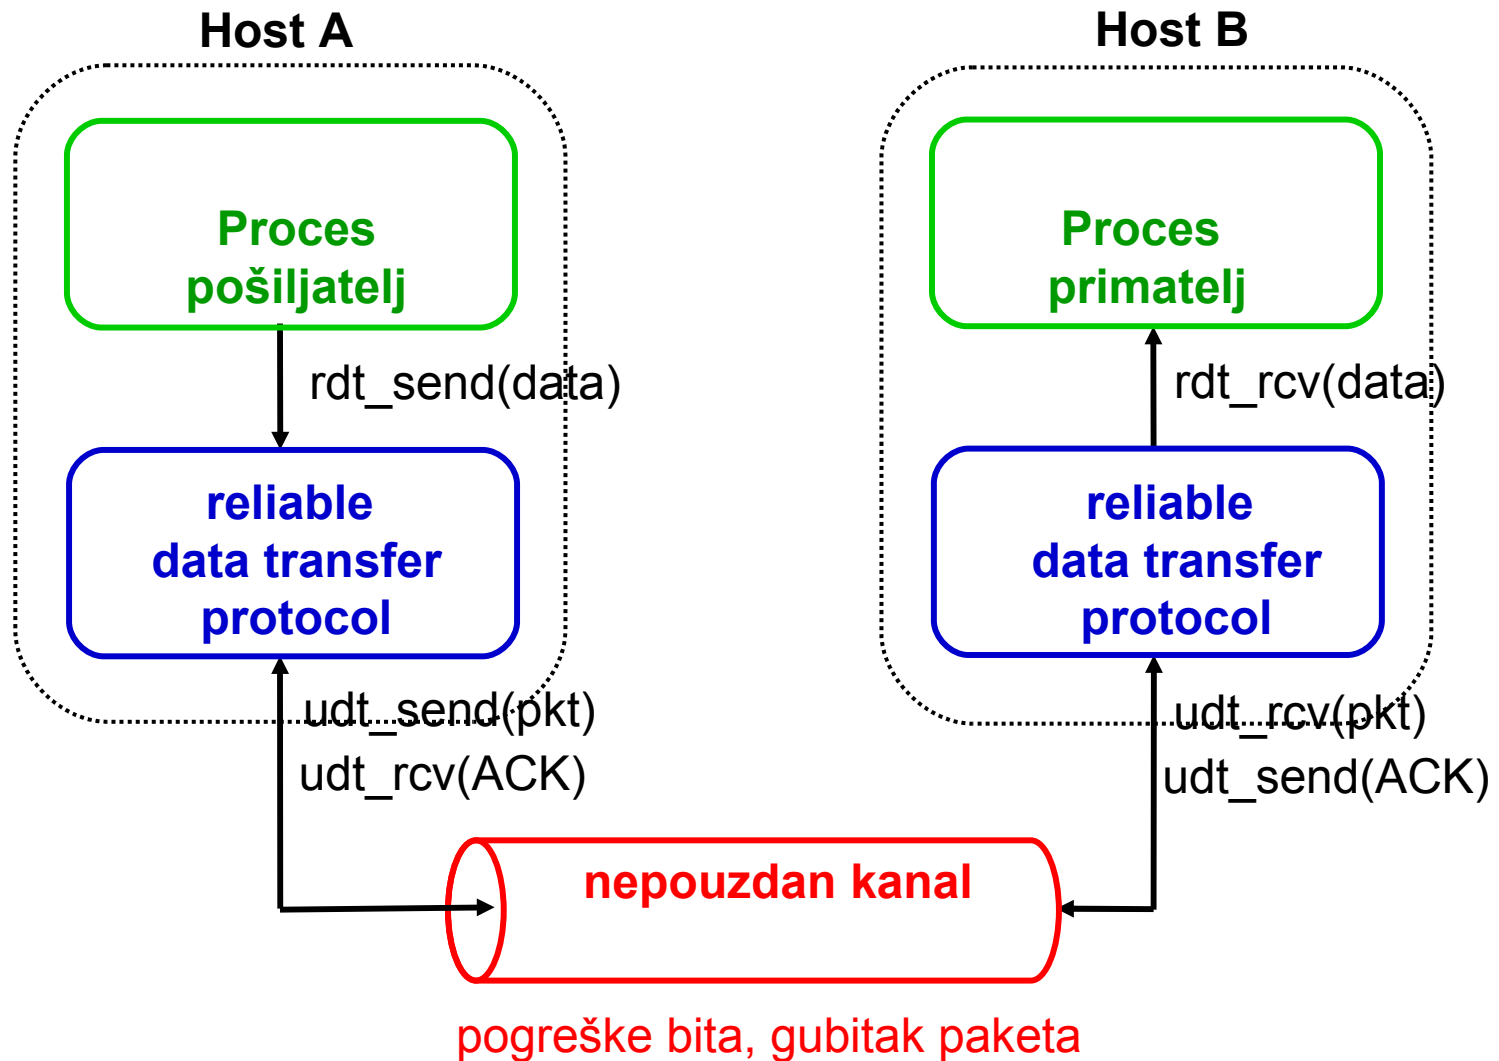 Host A
Host B
Proces
pošiljatelj
Proces
primatelj
rdt_send(data)
rdt_rcv(data)
reliable
data transfer
protocol
reliable
data transfer
protocol
udt_send(pkt)
udt_rcv(ACK)
udt_rcv(pkt)
udt_send(ACK)
nepouzdan kanal
pogreške bita, gubitak paketa